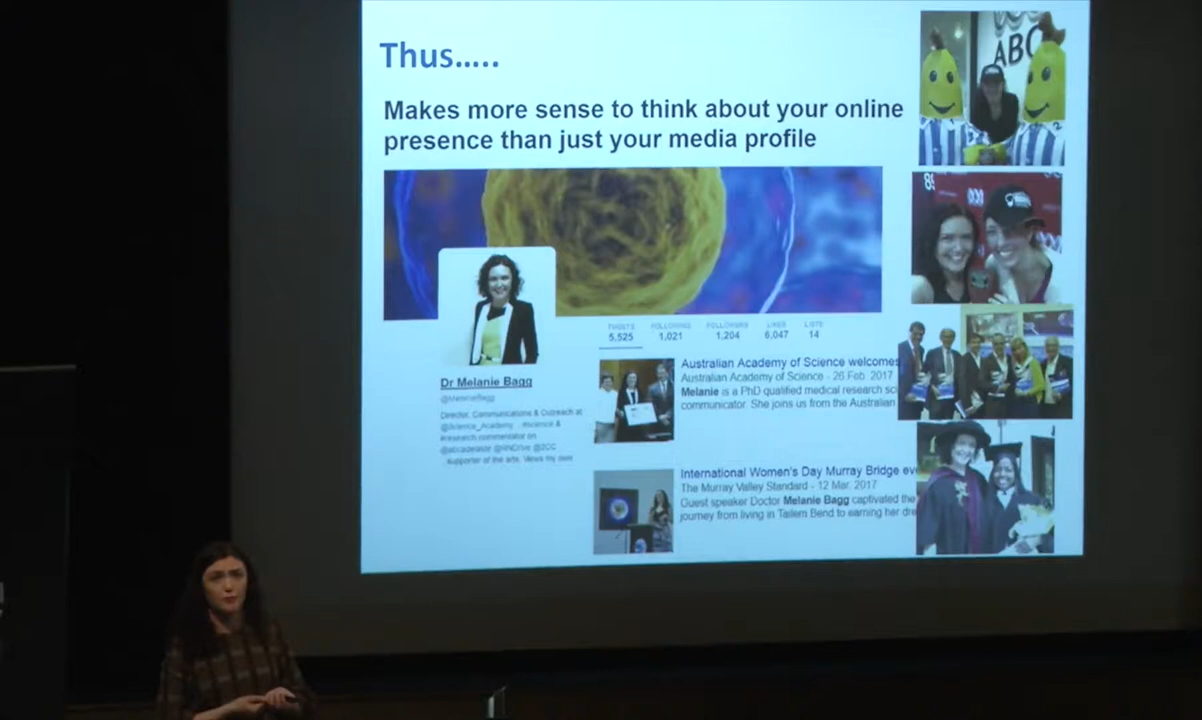 Thus.....
Makes more sense to think about your online
presence than just your media profile
ABC
89
TWEETS FOLLOWING FOLLOWERS LIKES LISTS
5,525 1,021 1,204 6,047 14
Dr Melanie Bagg
@MelanieBagg
Director, Communications & Outreach at
@Science_Academy. #science &
#research commentator on
@2CC
supporter of the arts. Views my own
Australian Academy of Science welcomes
Australian Academy of Science - 26 Feb. 2017
Melanie is a PhD qualified medical research sci
communicator. She joins us from the Australian
International Women's Day Murray Bridge ev
The Murray Valley Standard - 12 Mar. 2017
Guest speaker Doctor Melanie Bagg captivated the
journey from living in Tailem Bend to earning her dre